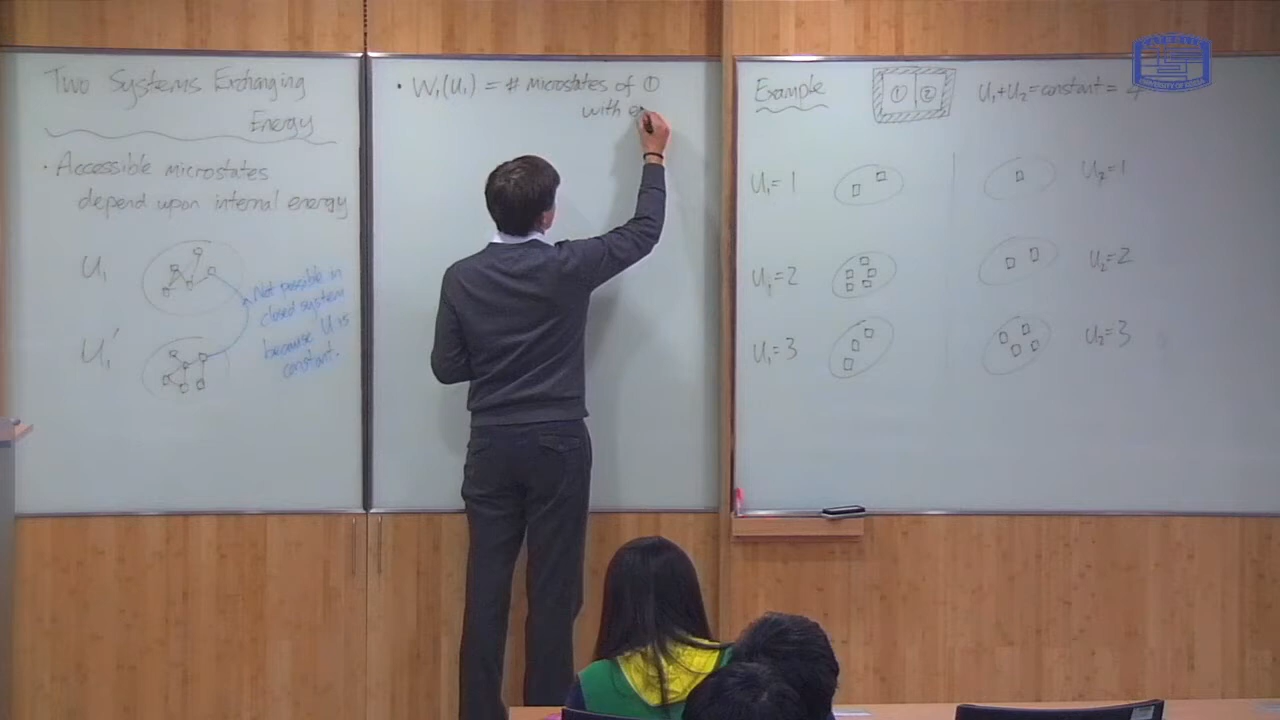 Two Systems Exchanging
Energy
• Accessible microstates
depend upon internal energy
U₁
U₁'
Not possible in
closed system
because U is
constant.
• W₁(U₁) = # microstates of ①
with e
Example
① ②
U₁+U₂=constant= 4
U₁=1
U₂=1
U₁=2
U₂=2
U₁=3
U₂=3
CATHOLIC